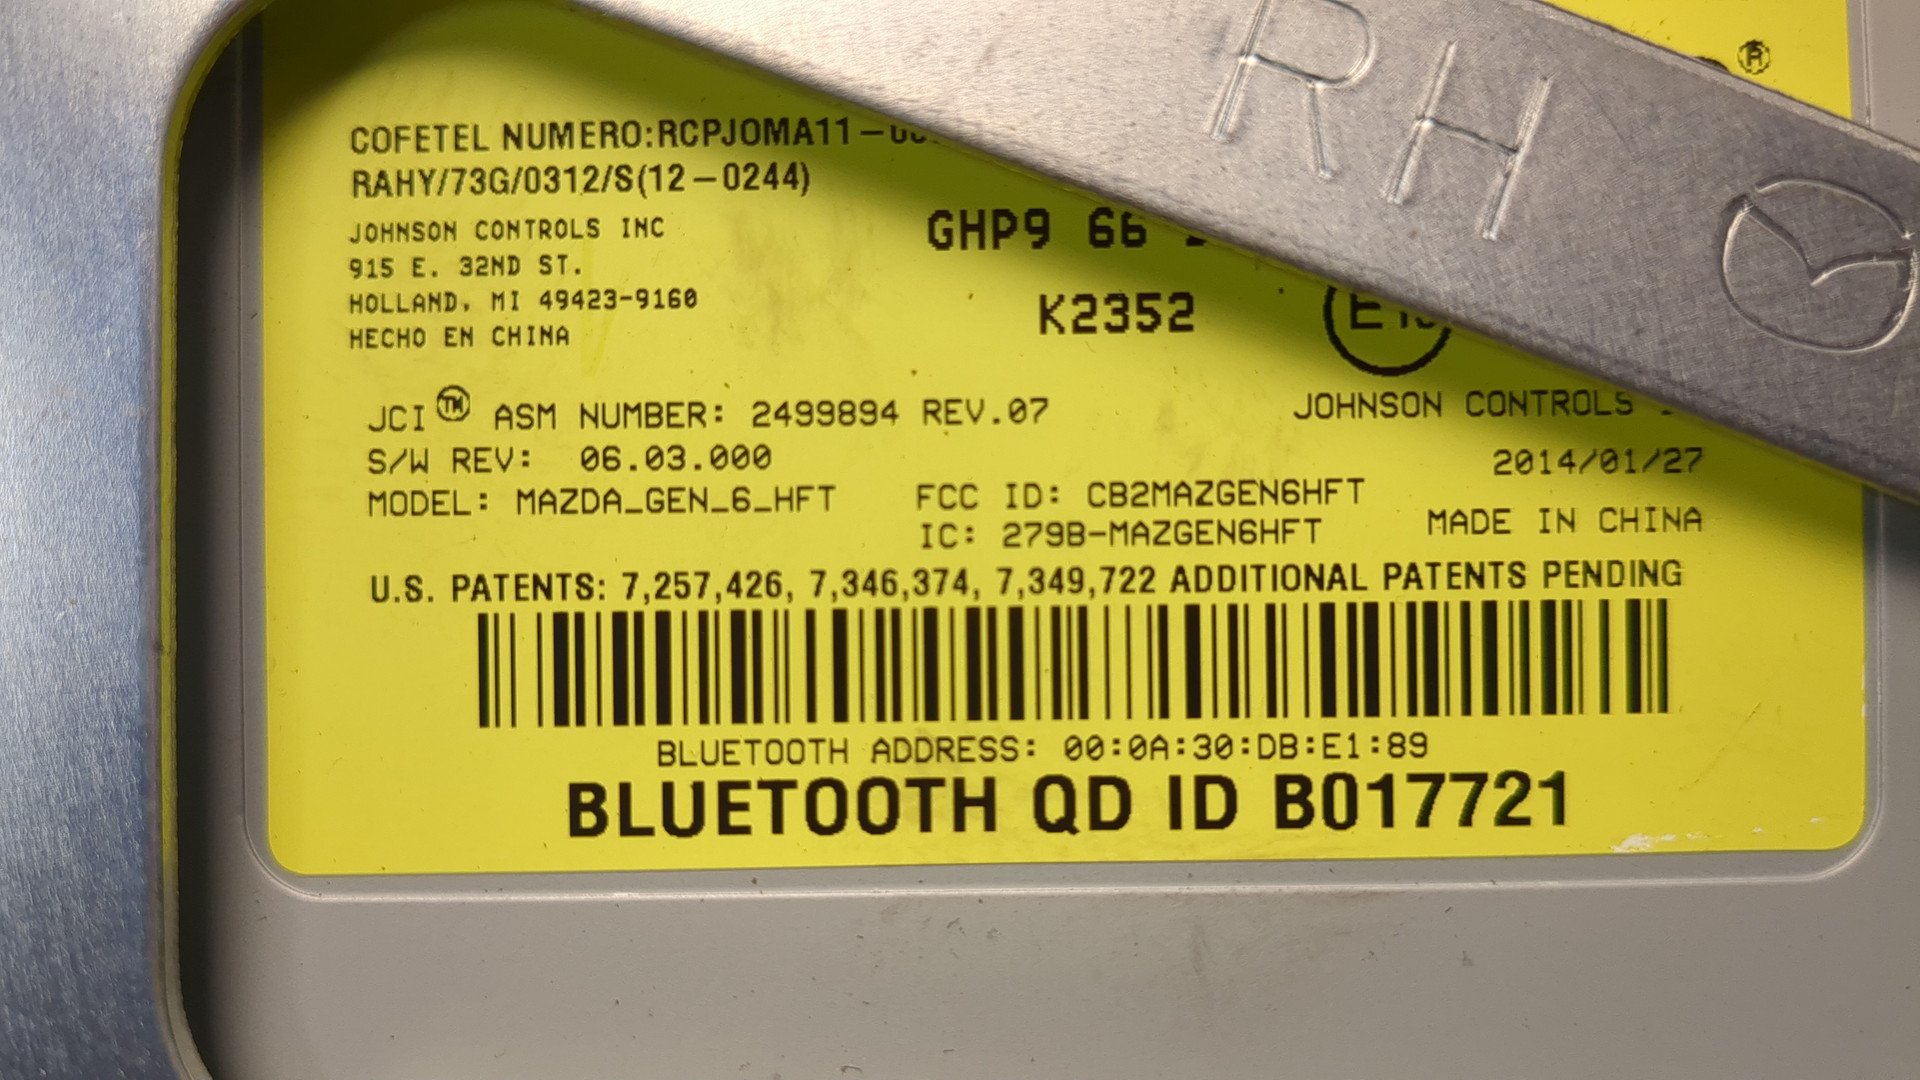 RH
®
COFETEL NUMERO:RCPJOMA11-
RAHY/73G/0312/S(12-0244)
JOHNSON CONTROLS INC
915 E. 32ND ST.
HOLLAND, MI 49423-9160
HECHO EN CHINA
GHP9 66
K2352
JCI™ ASM NUMBER: 2499894 REV.07
S/W REV: 06.03.000
MODEL: MAZDA_GEN_6_HFT
FCC ID: CB2MAZGEN6HFT
IC: 279B-MAZGEN6HFT
JOHNSON CONTROLS
2014/01/27
MADE IN CHINA
U.S. PATENTS: 7,257,426, 7,346,374, 7,349,722 ADDITIONAL PATENTS PENDING
BLUETOOTH ADDRESS: 00:0A:30:DB:E1:89
BLUETOOTH QD ID B017721